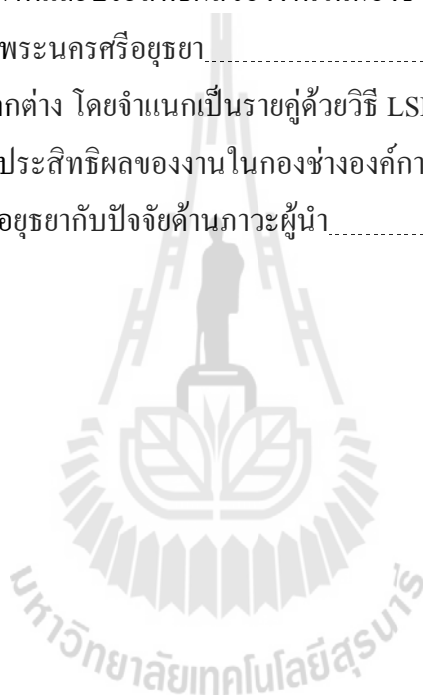 พระนครศรีอยุธยา
กต่าง โดยจำแนกเป็นรายคู่ด้วยวิธี LSI
ประสิทธิผลของงานในกองช่างองค์กา
อยุธยากับปัจจัยด้านภาวะผู้นำ
มหาวิทยาลัยเทคโนโลยีสุรนารี